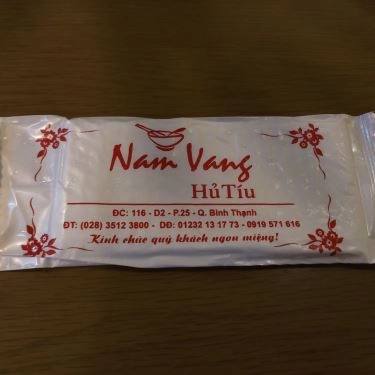 Nam Vang
Hủ Tíu
ĐC: 116 - D2 - P.25 - Q. Bình Thạnh
ĐT: (028) 3512 3800 - DĐ: 01232 13 17 73 - 0919 571 616
Kính chúc quý khách ngon miệng!